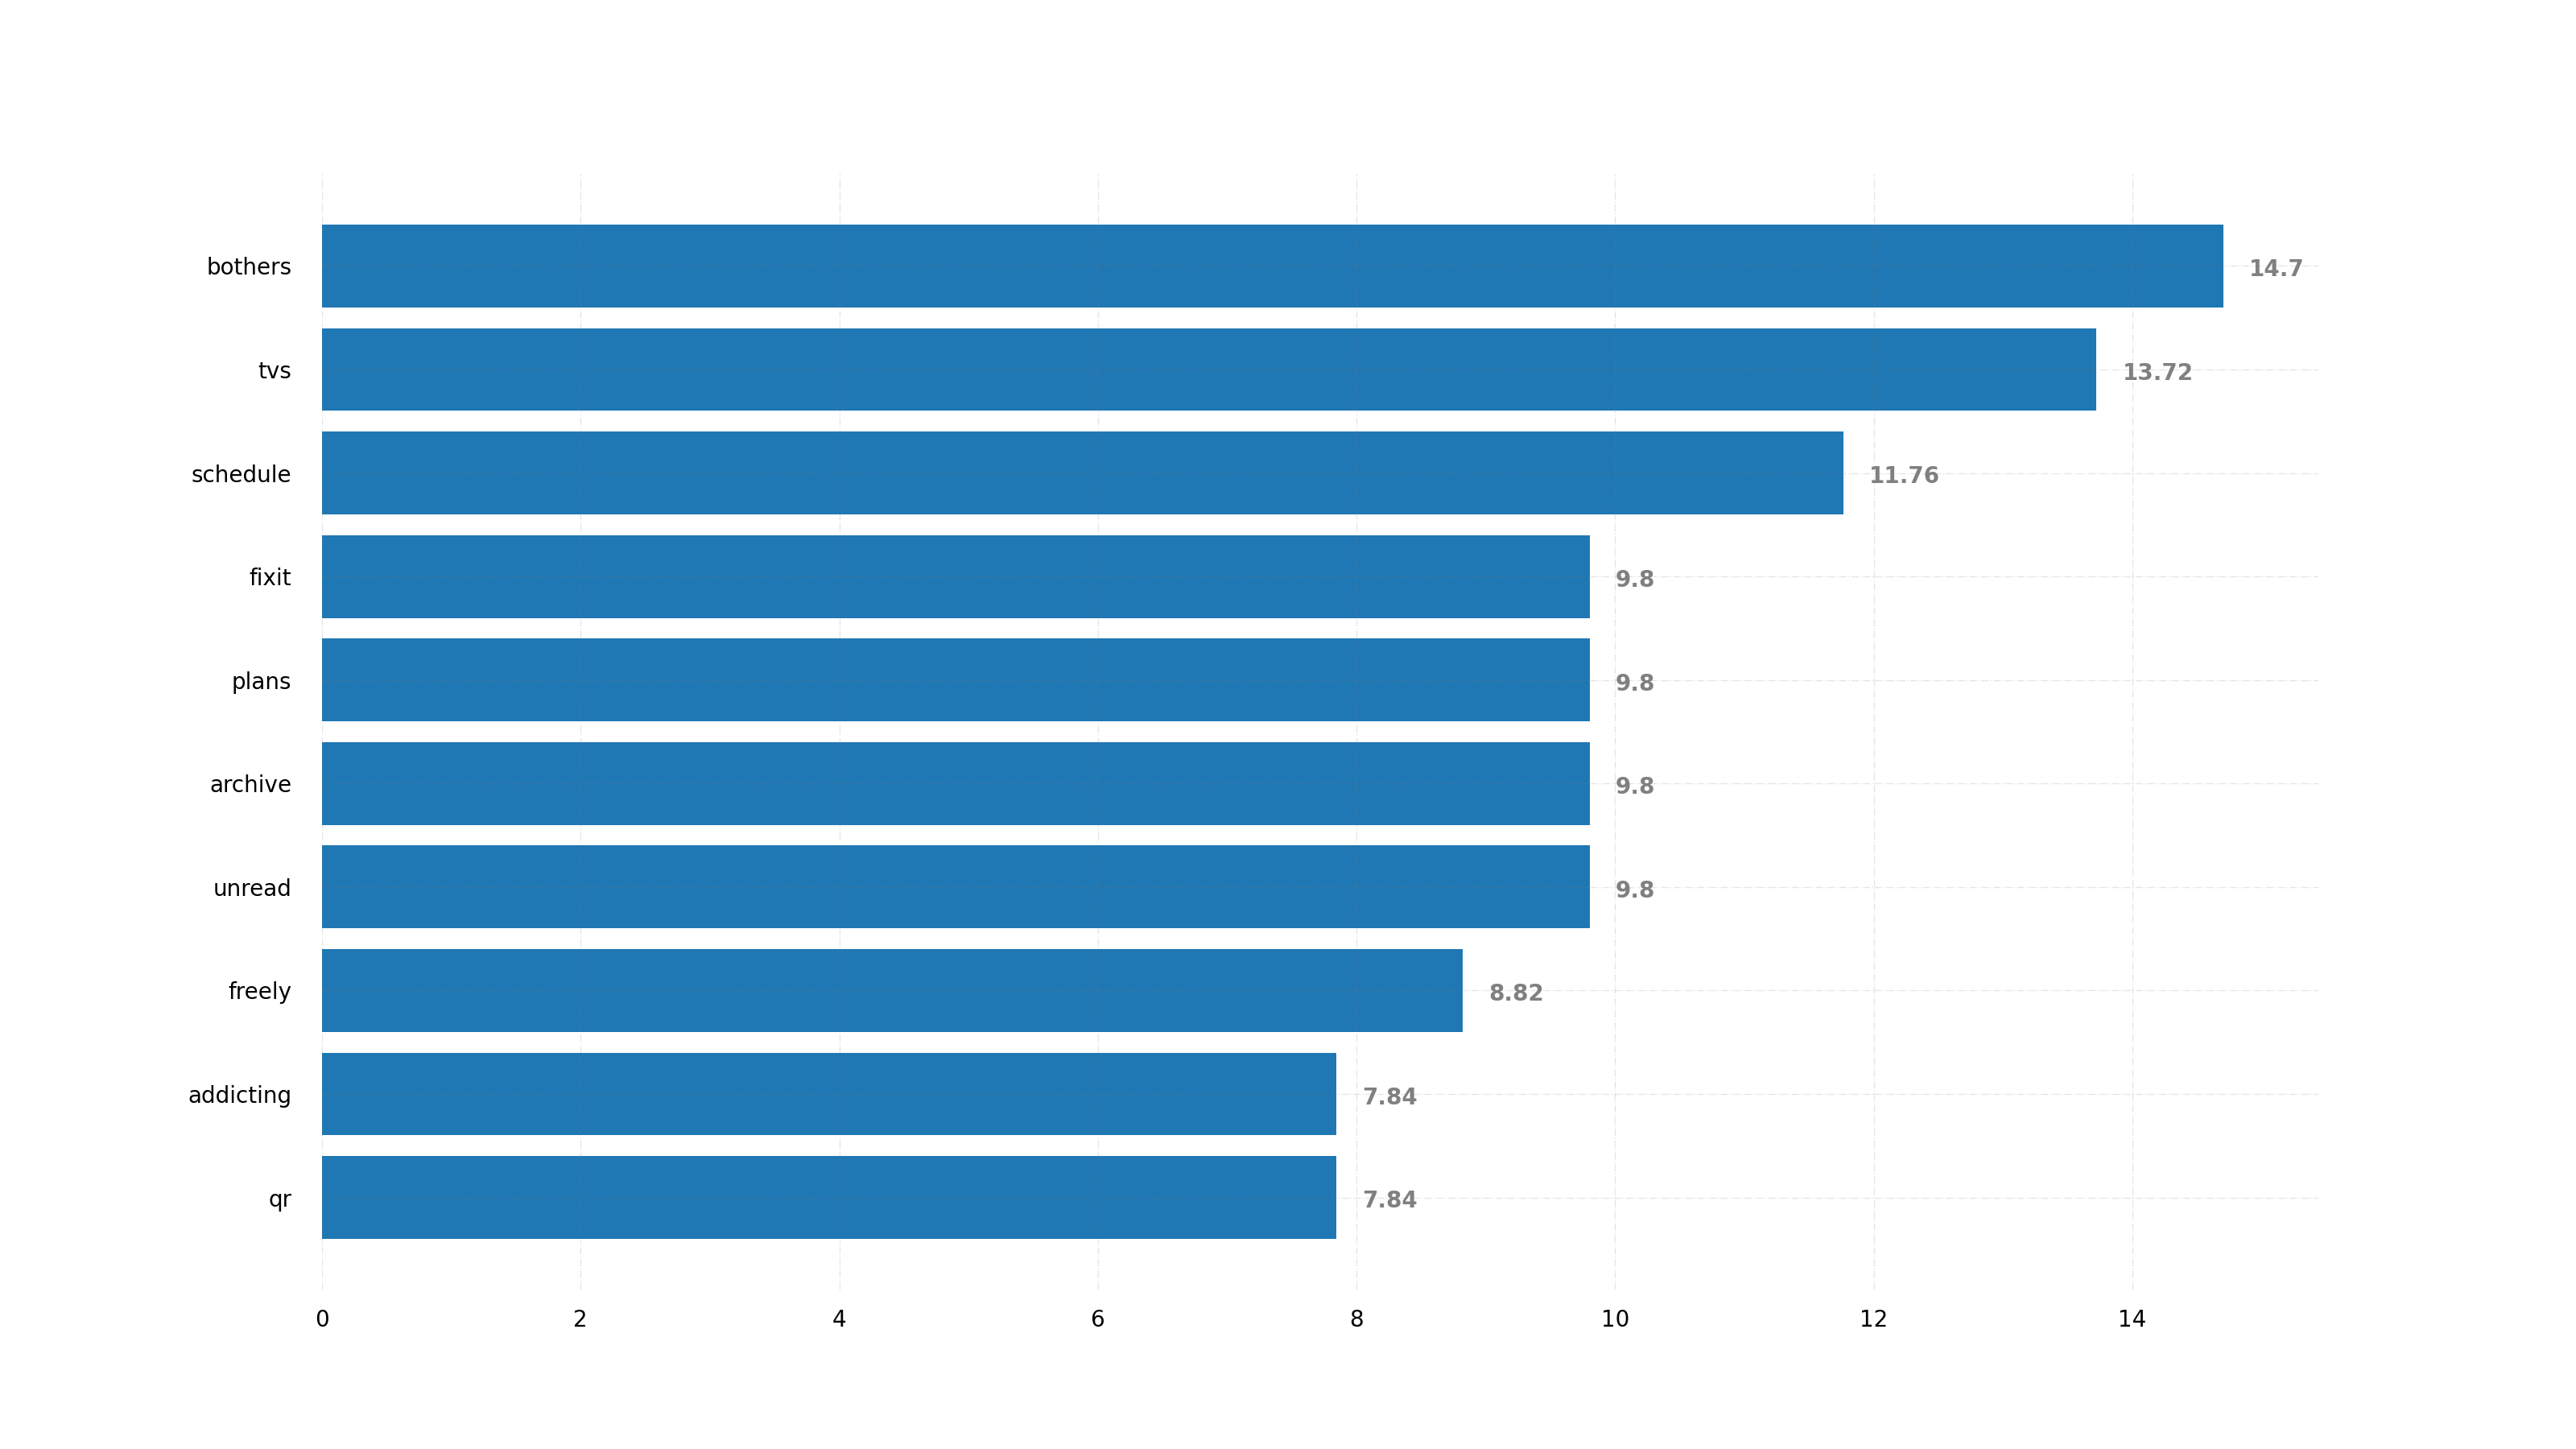 bothers 14.7
tvs 13.72
schedule 11.76
fixit 9.8
plans 9.8
archive 9.8
unread 9.8
freely 8.82
addicting 7.84
qr 7.84
0 2 4 6 8 10 12 14